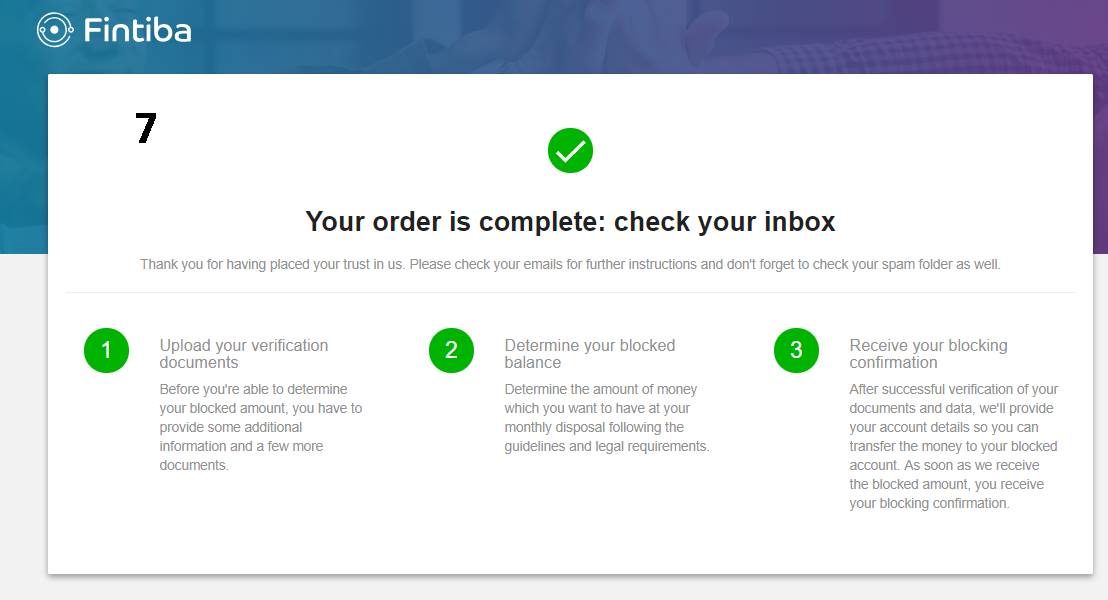 Fintiba
7
Your order is complete: check your inbox
Thank you for having placed your trust in us. Please check your emails for further instructions and don't forget to check your spam folder as well.
1
Upload your verification
documents
Before you're able to determine
your blocked amount, you have to
provide some additional
information and a few more
documents.
2
Determine your blocked
balance
Determine the amount of money
which you want to have at your
monthly disposal following the
guidelines and legal requirements.
3
Receive your blocking
confirmation
After successful verification of your
documents and data, we'll provide
your account details so you can
transfer the money to your blocked
account. As soon as we receive
the blocked amount, you receive
your blocking confirmation.